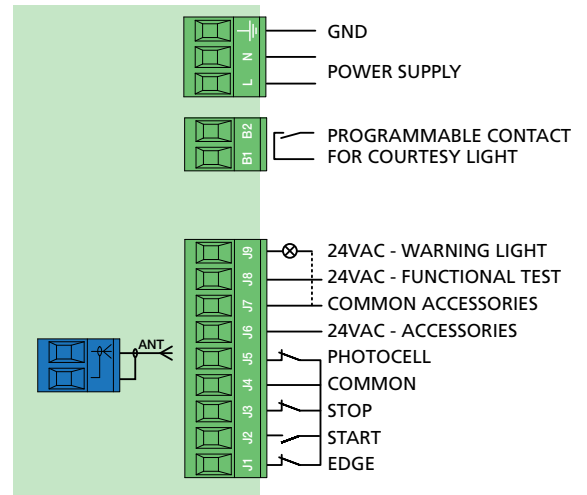 GND
N
L
POWER SUPPLY
B2
B1
PROGRAMMABLE CONTACT
FOR COURTESY LIGHT
J9
24VAC - WARNING LIGHT
J8
24VAC - FUNCTIONAL TEST
J7
COMMON ACCESSORIES
J6
24VAC - ACCESSORIES
ANT
J5
PHOTOCELL
J4
COMMON
J3
STOP
J2
START
J1
EDGE